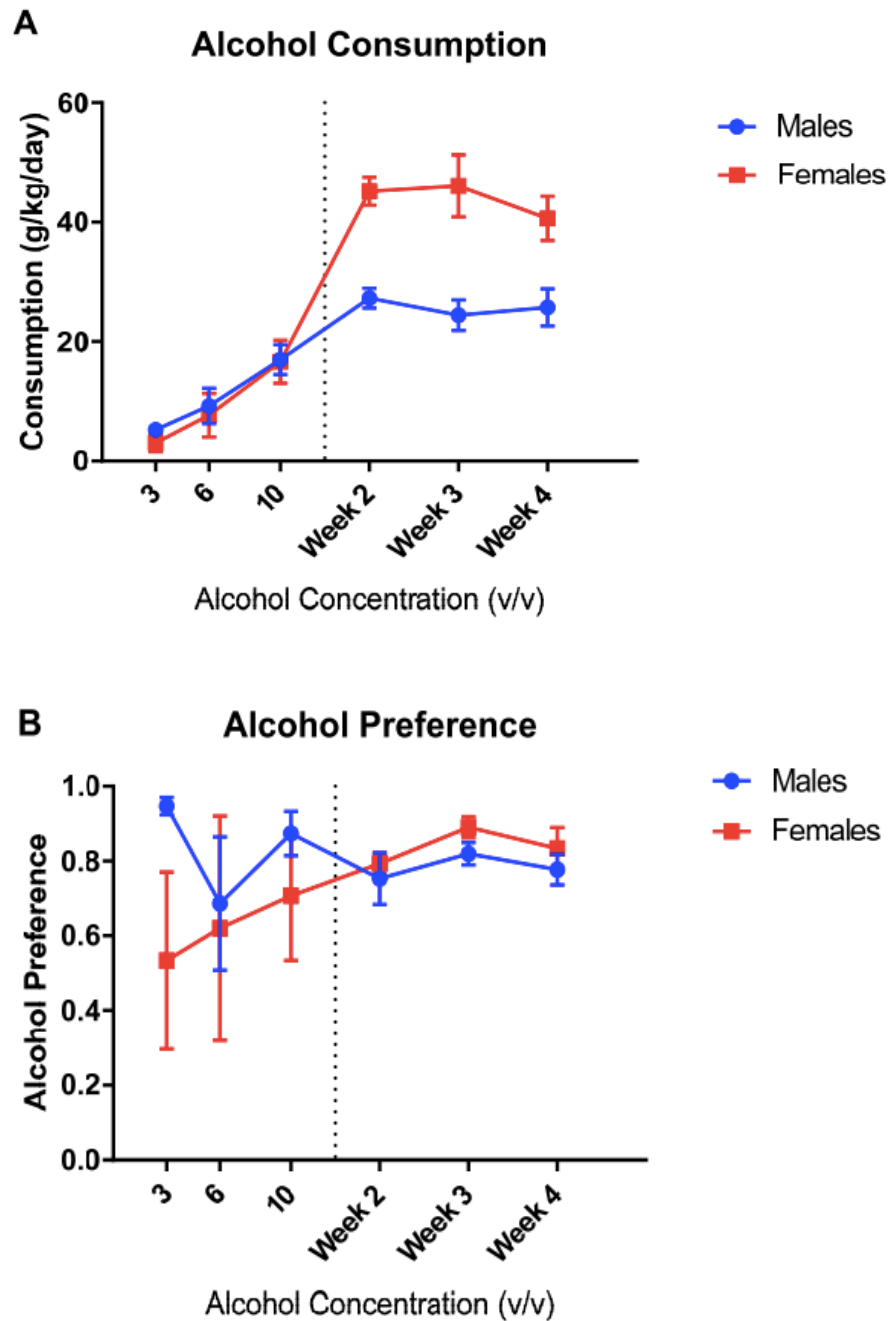 A
Alcohol Consumption
Consumption (g/kg/day)
60
40
20
0
3
6
10
Week 2
Week 3
Week 4
Alcohol Concentration (v/v)
Males
Females
B
Alcohol Preference
Alcohol Preference
1.0
0.8
0.6
0.4
0.2
0.0
3
6
10
Week 2
Week 3
Week 4
Alcohol Concentration (v/v)
Males
Females